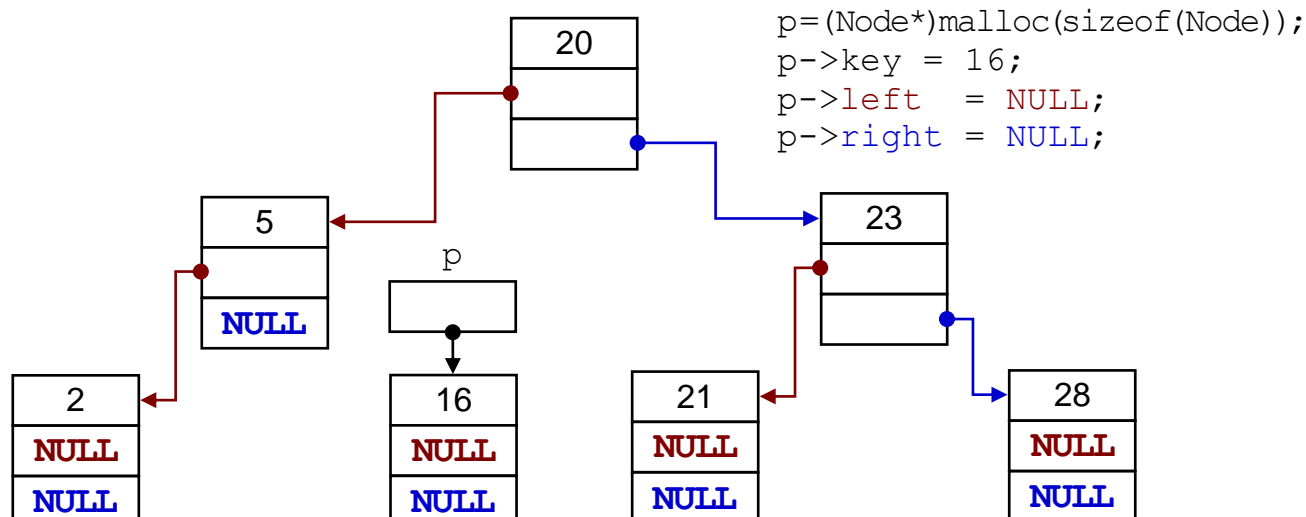 20
p=(Node*)malloc(sizeof(Node));
p->key = 16;
p->left = NULL;
p->right = NULL;
5
NULL
p
23
2
NULL
NULL
16
NULL
NULL
21
NULL
NULL
28
NULL
NULL